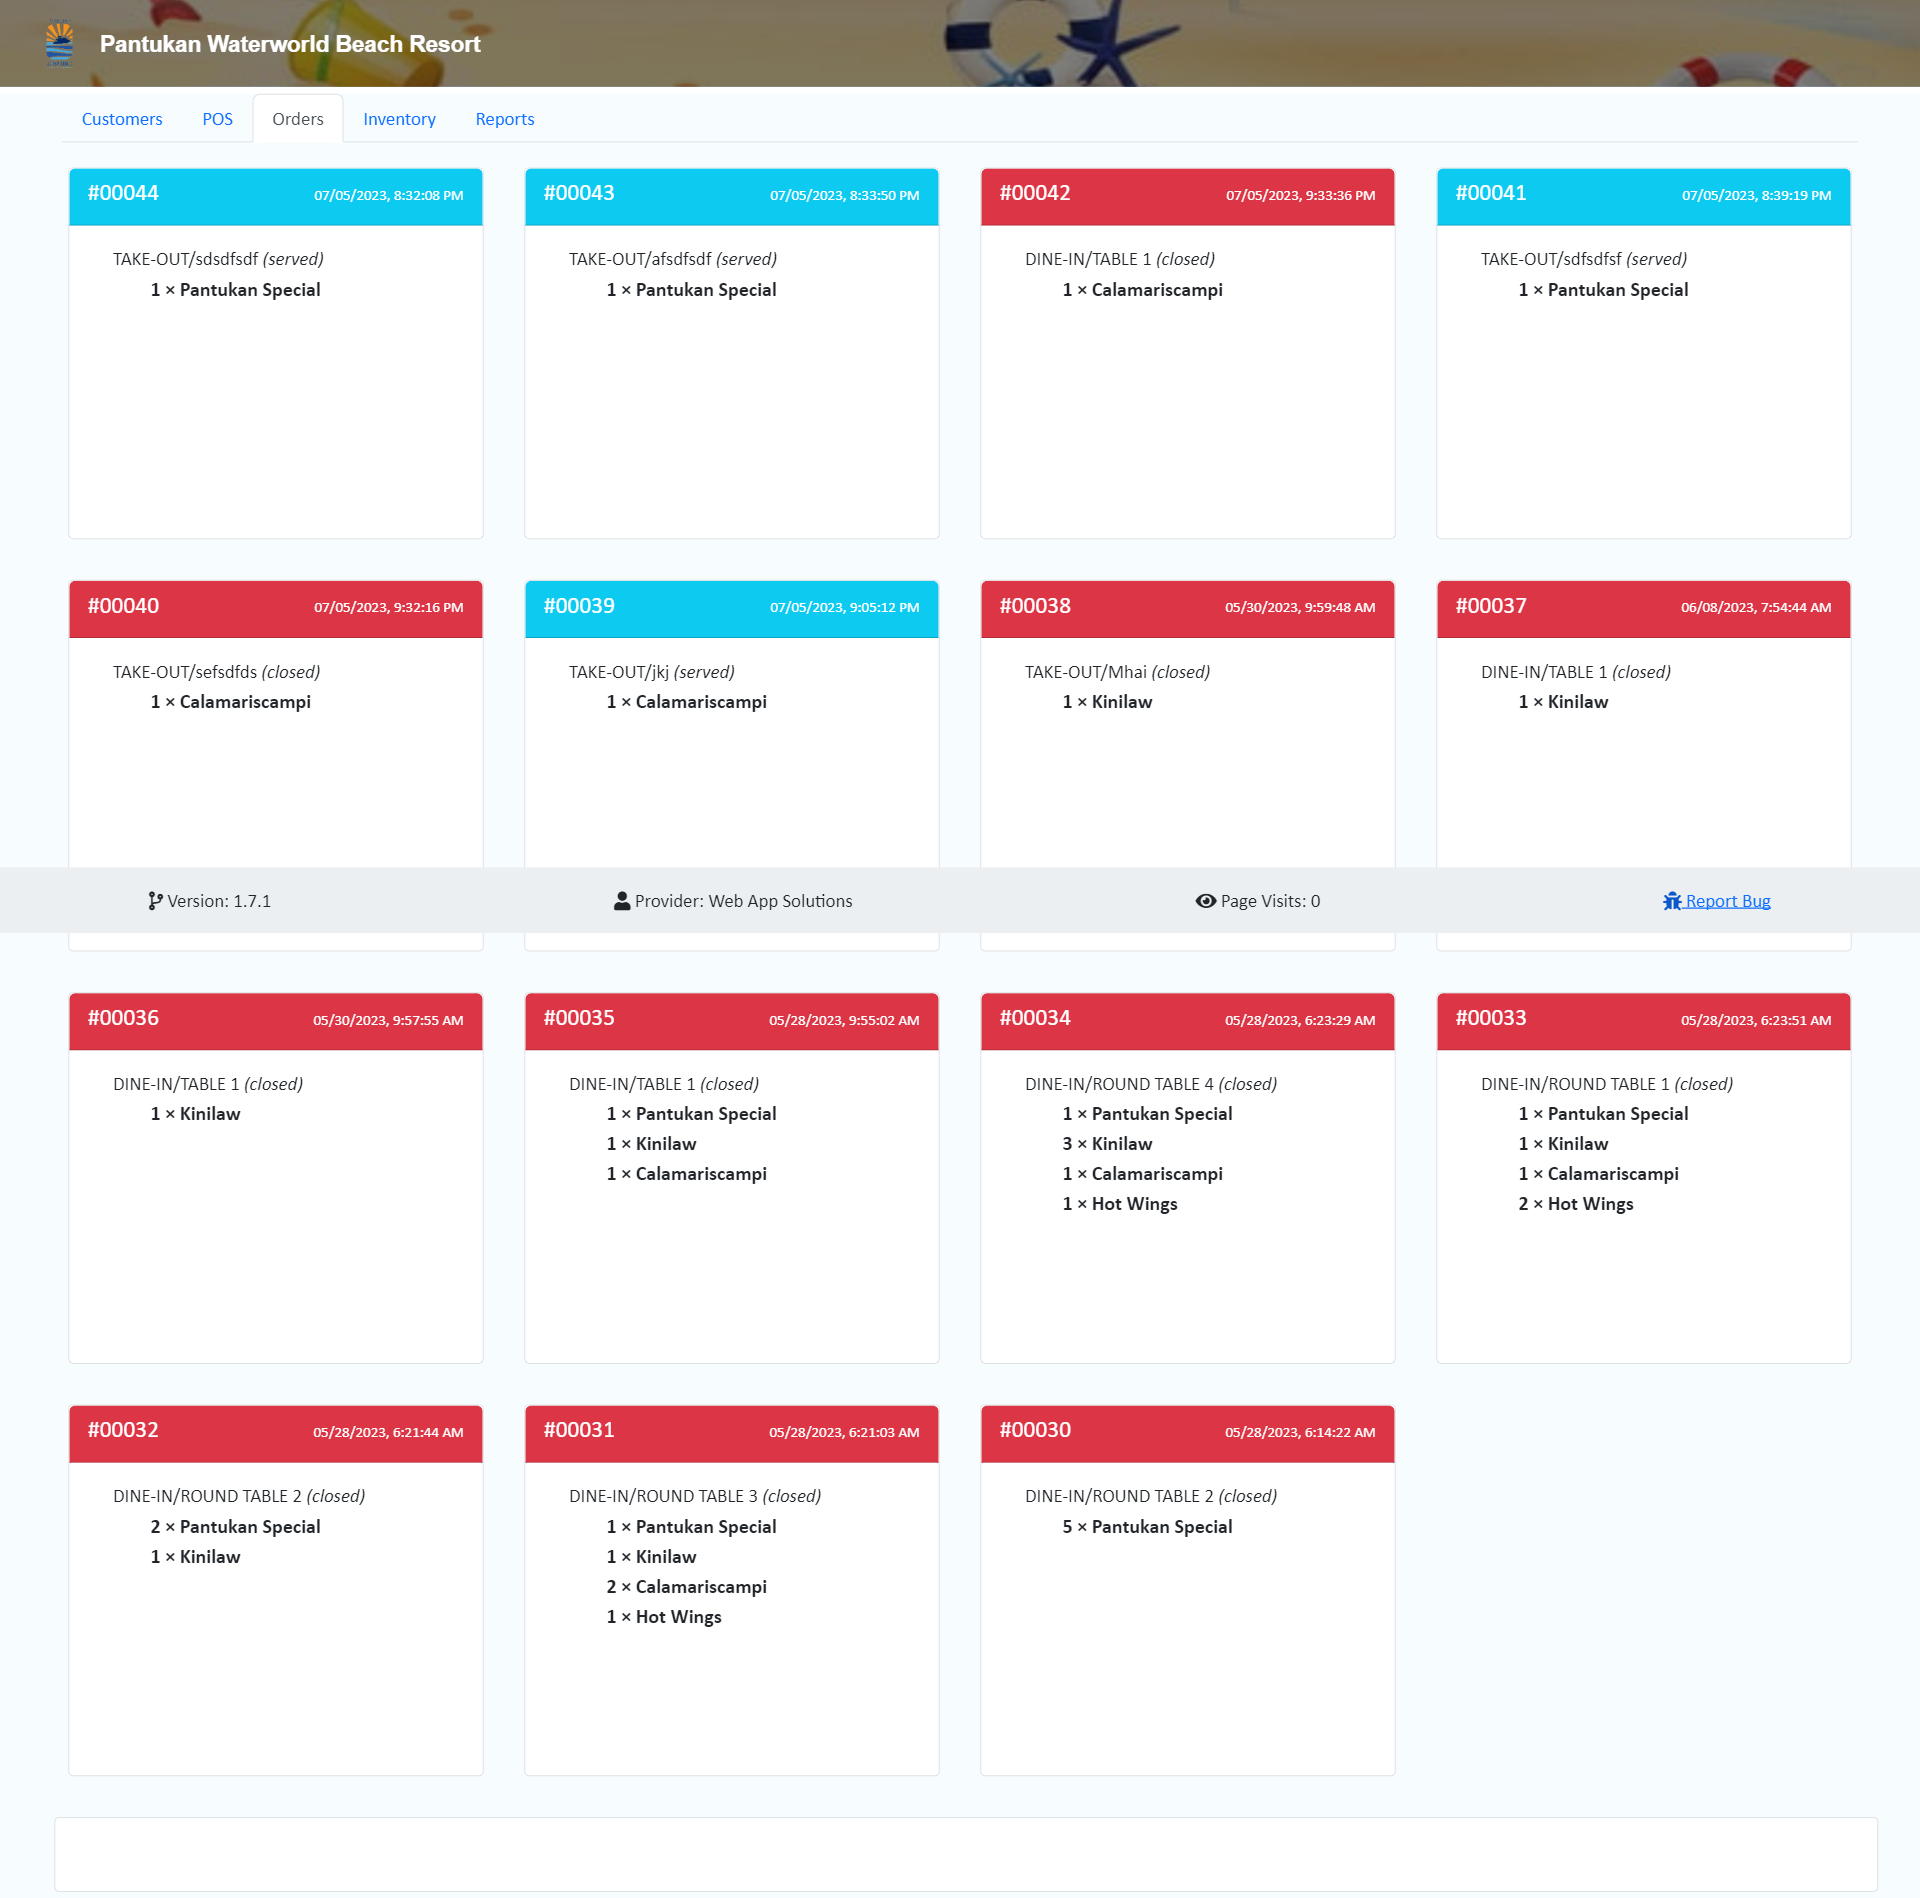 Pantukan Waterworld Beach Resort
Customers POS Orders Inventory Reports
#00044 07/05/2023, 8:32:08 PM
TAKE-OUT/sdsdfsdf (served)
1 × Pantukan Special
#00043 07/05/2023, 8:33:50 PM
TAKE-OUT/afsdfsdf (served)
1 × Pantukan Special
#00042 07/05/2023, 9:33:36 PM
DINE-IN/TABLE 1 (closed)
1 × Calamariscampi
#00041 07/05/2023, 8:39:19 PM
TAKE-OUT/sdfsdfsf (served)
1 × Pantukan Special
#00040 07/05/2023, 9:32:16 PM
TAKE-OUT/sefsdfds (closed)
1 × Calamariscampi
#00039 07/05/2023, 9:05:12 PM
TAKE-OUT/jkj (served)
1 × Calamariscampi
#00038 05/30/2023, 9:59:48 AM
TAKE-OUT/Mhai (closed)
1 × Kinilaw
#00037 06/08/2023, 7:54:44 AM
DINE-IN/TABLE 1 (closed)
1 × Kinilaw
Version: 1.7.1 Provider: Web App Solutions Page Visits: 0 Report Bug
#00036 05/30/2023, 9:57:55 AM
DINE-IN/TABLE 1 (closed)
1 × Kinilaw
#00035 05/28/2023, 9:55:02 AM
DINE-IN/TABLE 1 (closed)
1 × Pantukan Special
1 × Kinilaw
1 × Calamariscampi
#00034 05/28/2023, 6:23:29 AM
DINE-IN/ROUND TABLE 4 (closed)
1 × Pantukan Special
3 × Kinilaw
1 × Calamariscampi
1 × Hot Wings
#00033 05/28/2023, 6:23:51 AM
DINE-IN/ROUND TABLE 1 (closed)
1 × Pantukan Special
1 × Kinilaw
1 × Calamariscampi
2 × Hot Wings
#00032 05/28/2023, 6:21:44 AM
DINE-IN/ROUND TABLE 2 (closed)
2 × Pantukan Special
1 × Kinilaw
#00031 05/28/2023, 6:21:03 AM
DINE-IN/ROUND TABLE 3 (closed)
1 × Pantukan Special
1 × Kinilaw
2 × Calamariscampi
1 × Hot Wings
#00030 05/28/2023, 6:14:22 AM
DINE-IN/ROUND TABLE 2 (closed)
5 × Pantukan Special